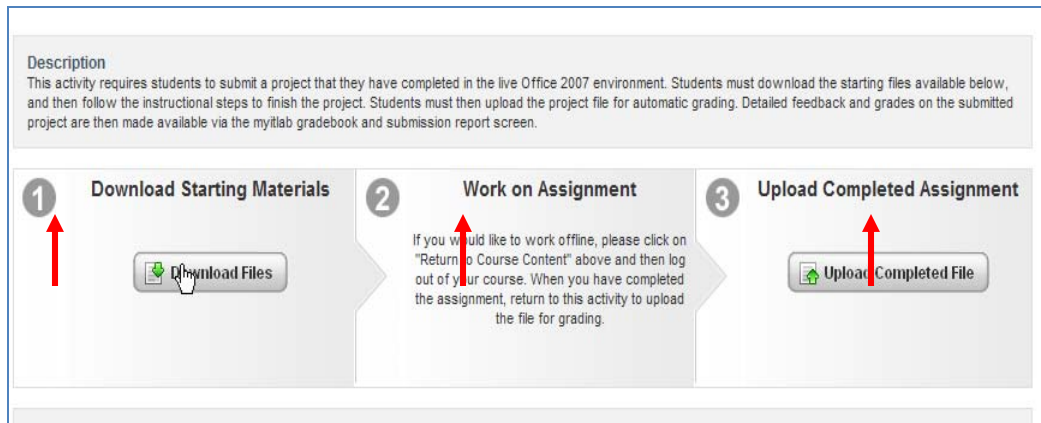 Description
This activity requires students to submit a project that they have completed in the live Office 2007 environment. Students must download the starting files available below,
and then follow the instructional steps to finish the project. Students must then upload the project file for automatic grading. Detailed feedback and grades on the submitted
project are then made available via the myitlab gradebook and submission report screen.
1 Download Starting Materials
Download Files
2 Work on Assignment
If you would like to work offline, please click on
"Return to Course Content" above and then log
out of your course. When you have completed
the assignment, return to this activity to upload
the file for grading.
3 Upload Completed Assignment
Upload Completed File